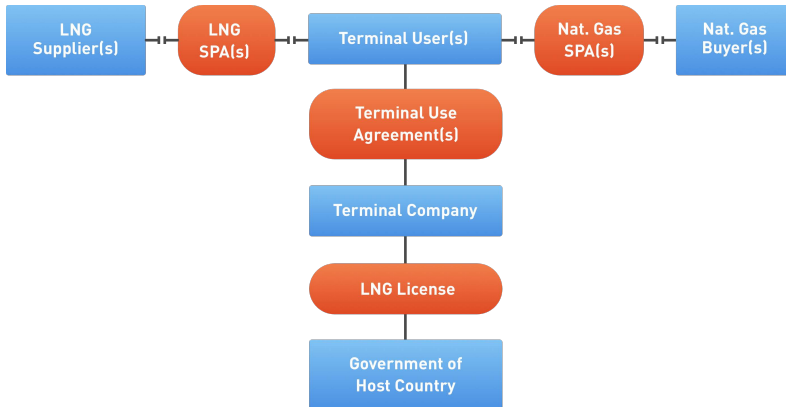 LNG
Supplier(s)
LNG
SPA(s)
Terminal User(s)
Nat. Gas
SPA(s)
Nat. Gas
Buyer(s)
Terminal Use
Agreement(s)
Terminal Company
LNG License
Government of
Host Country